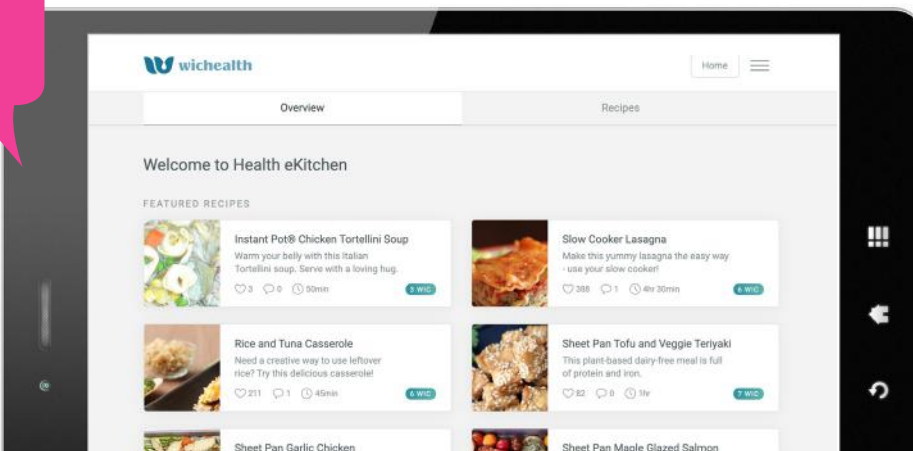 wichealth
Home
Overview
Recipes
Welcome to Health eKitchen
FEATURED RECIPES
Instant Pot® Chicken Tortellini Soup
Warm your belly with this Italian
Tortellini soup. Serve with a loving hug.
3 0 50min 5 WIC
Slow Cooker Lasagna
Make this yummy lasagna the easy way
- use your slow cooker!
388 1 4hr 30min 6 WIC
Rice and Tuna Casserole
Need a creative way to use leftover
rice? Try this delicious casserole!
211 1 45min 6 WIC
Sheet Pan Tofu and Veggie Teriyaki
This plant-based dairy-free meal is full
of protein and iron.
82 0 1hr 7 WIC
Sheet Pan Garlic Chicken
Sheet Pan Maple Glazed Salmon